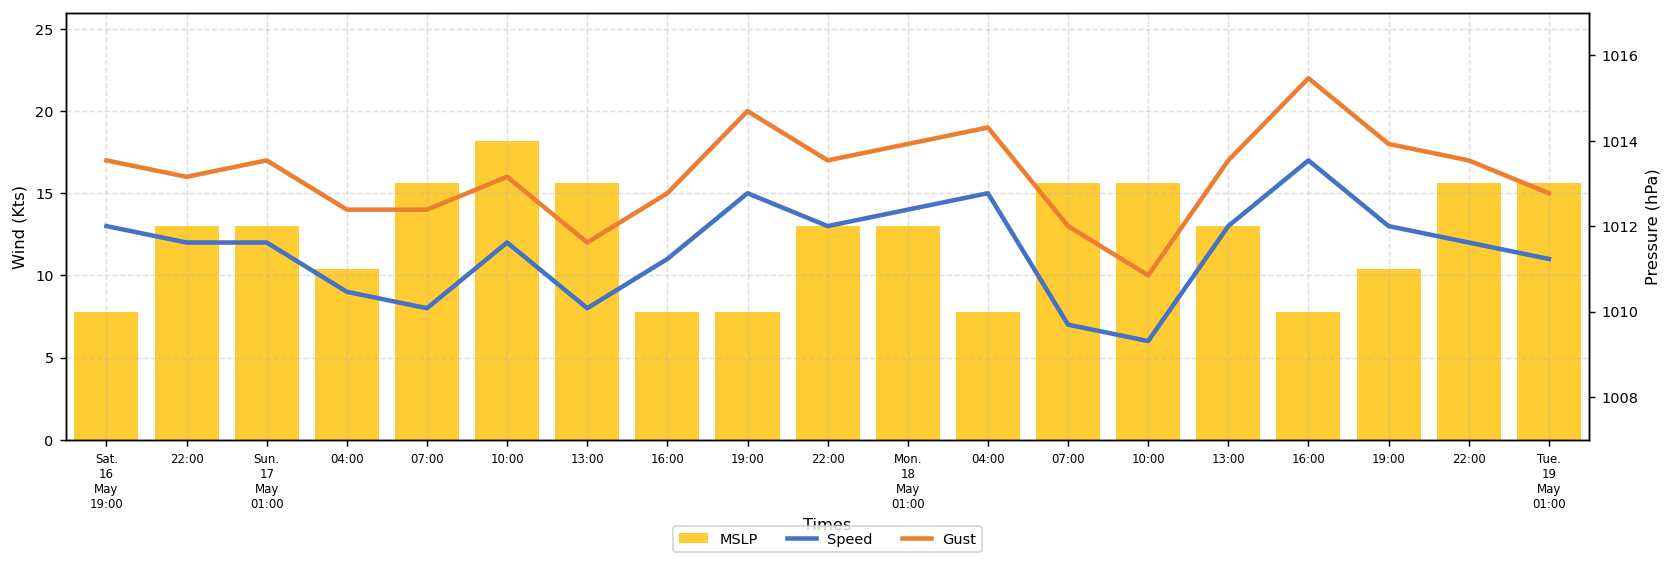 25
20
15
10
5
0
Wind (Kts)
1016
1014
1012
1010
1008
Pressure (hPa)
Sat.
16
May
19:00
22:00
Sun.
17
May
01:00
04:00
07:00
10:00
13:00
16:00
19:00
22:00
Mon.
18
May
01:00
04:00
07:00
10:00
13:00
16:00
19:00
22:00
Tue.
19
May
01:00
Times
MSLP Speed Gust